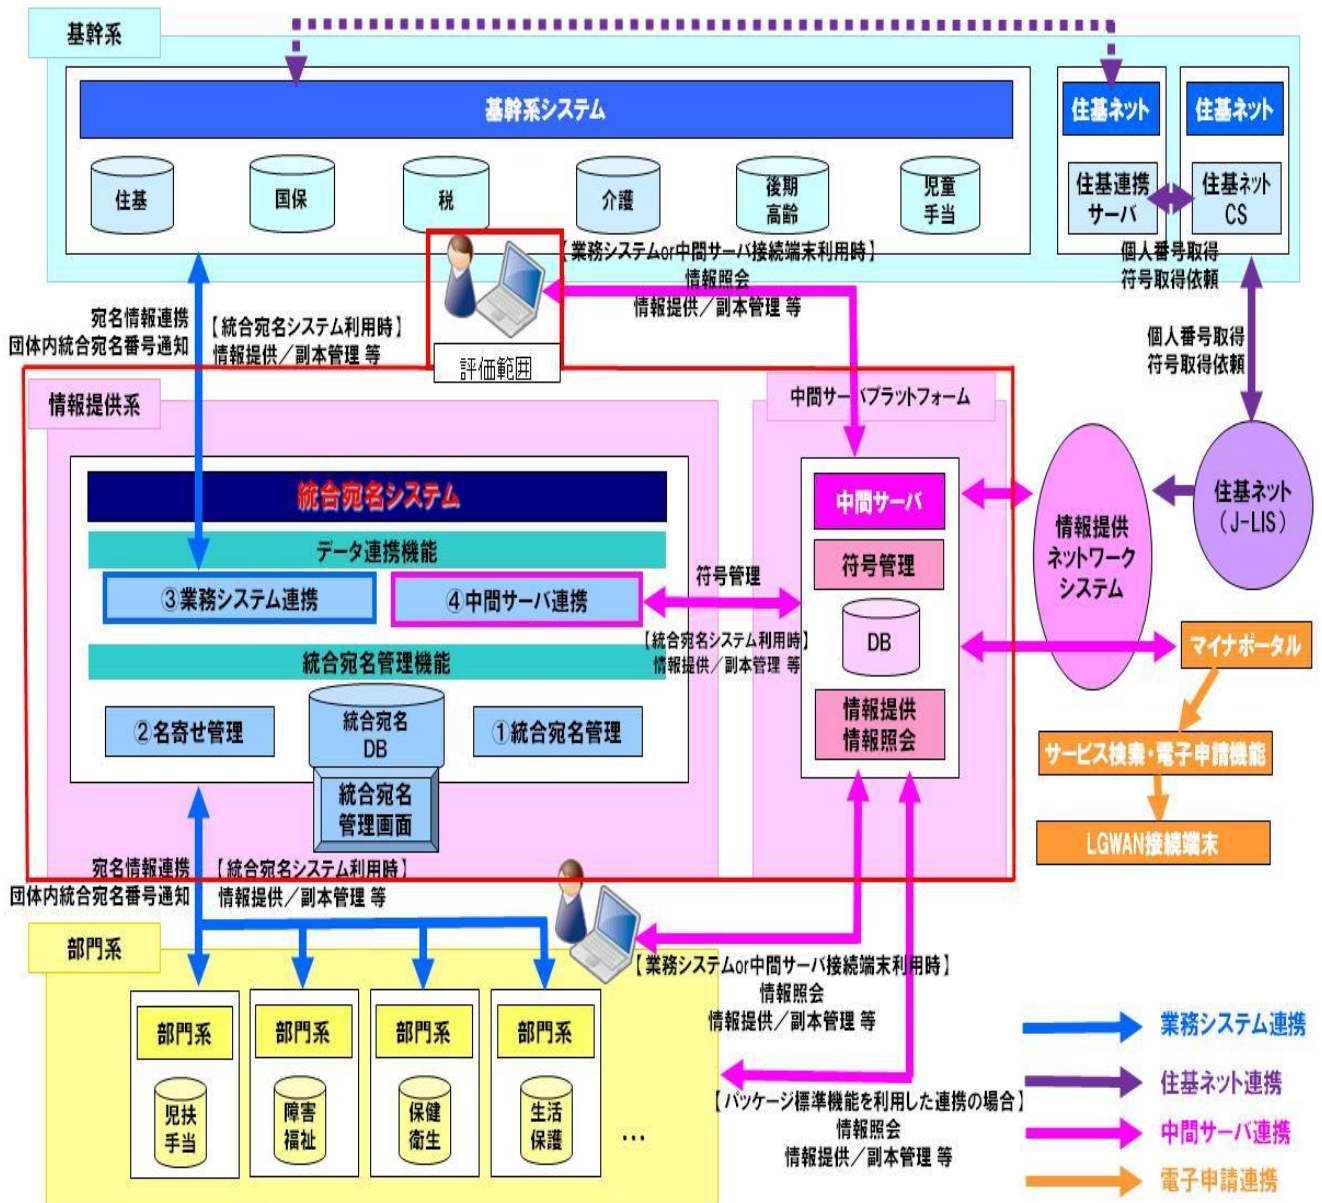 基幹系
基幹系システム
住基ネット
住基ネット
住基
国保
税
介護
後期
高齢
児童
手当
住基連携
サーバ
住基ネット
CS
【業務システムor中間サーバ接続端末利用時】
情報照会
情報提供/副本管理 等
個人番号取得
符号取得依頼
宛名情報連携
団体内統合宛名番号通知
【統合宛名システム利用時】
情報提供/副本管理 等
評価範囲
個人番号取得
符号取得依頼
情報提供系
中間サーバプラットフォーム
統合宛名システム
データ連携機能
③業務システム連携
④中間サーバ連携
統合宛名管理機能
②名寄せ管理
統合宛名
DB
①統合宛名管理
統合宛名
管理画面
符号管理
【統合宛名システム利用時】
情報提供/副本管理 等
中間サーバ
符号管理
DB
情報提供
情報照会
情報提供
ネットワーク
システム
住基ネット
(J-LIS)
マイナポータル
サービス検索・電子申請機能
LGWAN接続端末
宛名情報連携
団体内統合宛名番号通知
【統合宛名システム利用時】
情報提供/副本管理 等
部門系
【業務システムor中間サーバ接続端末利用時】
情報照会
情報提供/副本管理 等
部門系
部門系
部門系
部門系
児扶
手当
障害
福祉
保健
衛生
生活
保護
…
【パッケージ標準機能を利用した連携の場合】
情報照会
情報提供/副本管理 等
業務システム連携
住基ネット連携
中間サーバ連携
電子申請連携